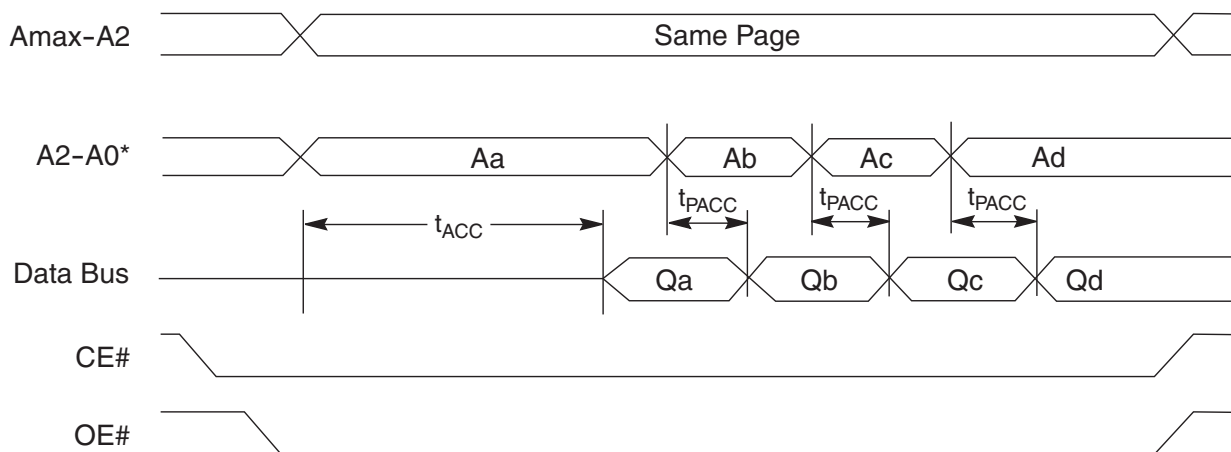 Amax-A2
Same Page
A2-A0*
Aa
Ab
Ac
Ad
tACC
tPACC
tPACC
tPACC
Data Bus
Qa
Qb
Qc
Qd
CE#
OE#